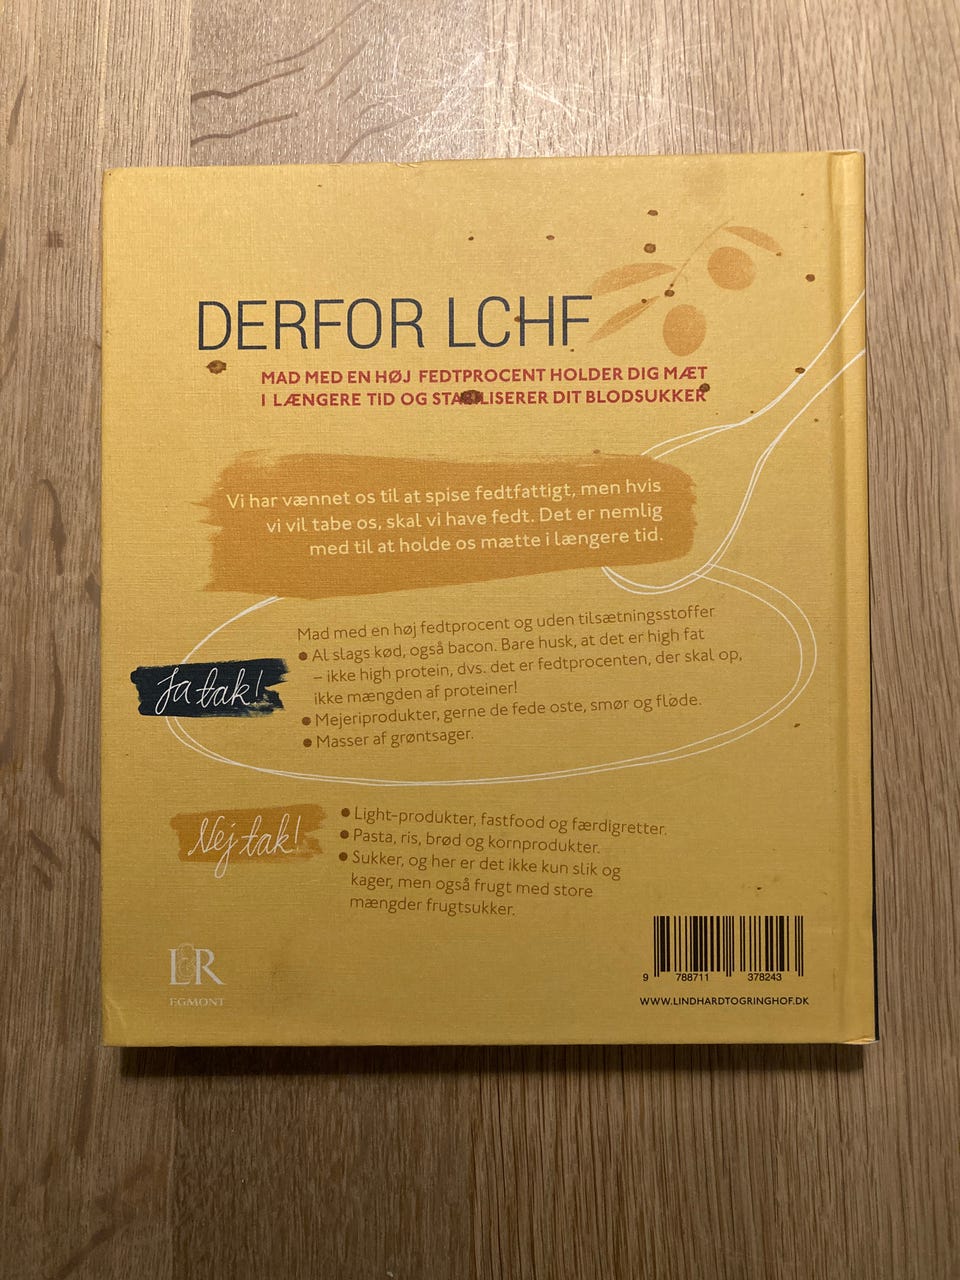 DERFOR LCHF
MAD MED EN HØJ FEDTPROCENT HOLDER DIG MÆT
I LÆNGERE TID OG STABILISERER DIT BLODSUKKER
Vi har vænnet os til at spise fedtfattigt, men hvis
vi vil tabe os, skal vi have fedt. Det er nemlig
med til at holde os mætte i længere tid.
Ja tak!
Mad med en høj fedtprocent og uden tilsætningsstoffer
• Al slags kød, også bacon. Bare husk, at det er high fat
– ikke high protein, dvs. det er fedtprocenten, der skal op,
ikke mængden af proteiner!
• Mejeriprodukter, gerne de fede oste, smør og fløde.
• Masser af grøntsager.
Nej tak!
• Light-produkter, fastfood og færdigretter.
• Pasta, ris, brød og kornprodukter.
• Sukker, og her er det ikke kun slik og
kager, men også frugt med store
mængder frugtsukker.
L&R
EGMONT
9 788711 378243
WWW.LINDHARDTOGRINGHOF.DK